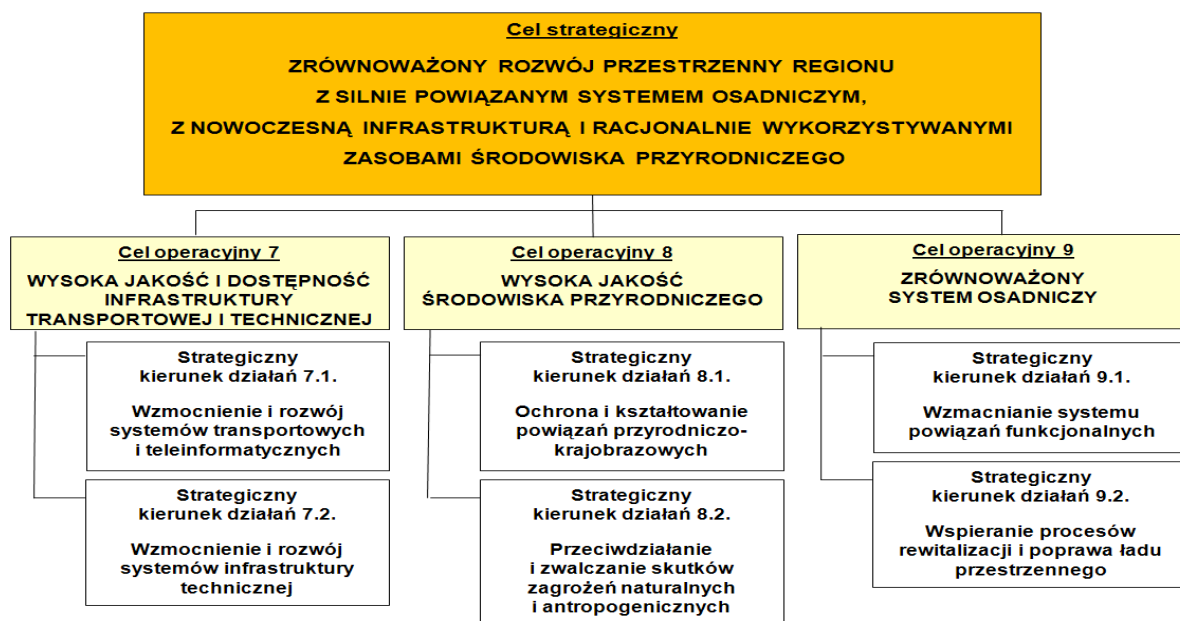 Cel strategiczny
ZRÓWNOWAŻONY ROZWÓJ PRZESTRZENNY REGIONU
Z SILNIE POWIĄZANYM SYSTEMEM OSADNICZYM,
Z NOWOCZESNĄ INFRASTRUKTURĄ I RACJONALNIE WYKORZYSTYWANYMI
ZASOBAMI ŚRODOWISKA PRZYRODNICZEGO
Cel operacyjny 7
WYSOKA JAKOŚĆ I DOSTĘPNOŚĆ
INFRASTRUKTURY
TRANSPORTOWEJ I TECHNICZNEJ
Strategiczny
kierunek działań 7.1.
Wzmocnienie i rozwój
systemów transportowych
i teleinformatycznych
Strategiczny
kierunek działań 7.2.
Wzmocnienie i rozwój
systemów infrastruktury
technicznej
Cel operacyjny 8
WYSOKA JAKOŚĆ
ŚRODOWISKA PRZYRODNICZEGO
Strategiczny
kierunek działań 8.1.
Ochrona i kształtowanie
powiązań przyrodniczo-
krajobrazowych
Strategiczny
kierunek działań 8.2.
Przeciwdziałanie
i zwalczanie skutków
zagrożeń naturalnych
i antropogenicznych
Cel operacyjny 9
ZRÓWNOWAŻONY
SYSTEM OSADNICZY
Strategiczny
kierunek działań 9.1.
Wzmacnianie systemu
powiązań funkcjonalnych
Strategiczny
kierunek działań 9.2.
Wspieranie procesów
rewitalizacji i poprawa ładu
przestrzennego